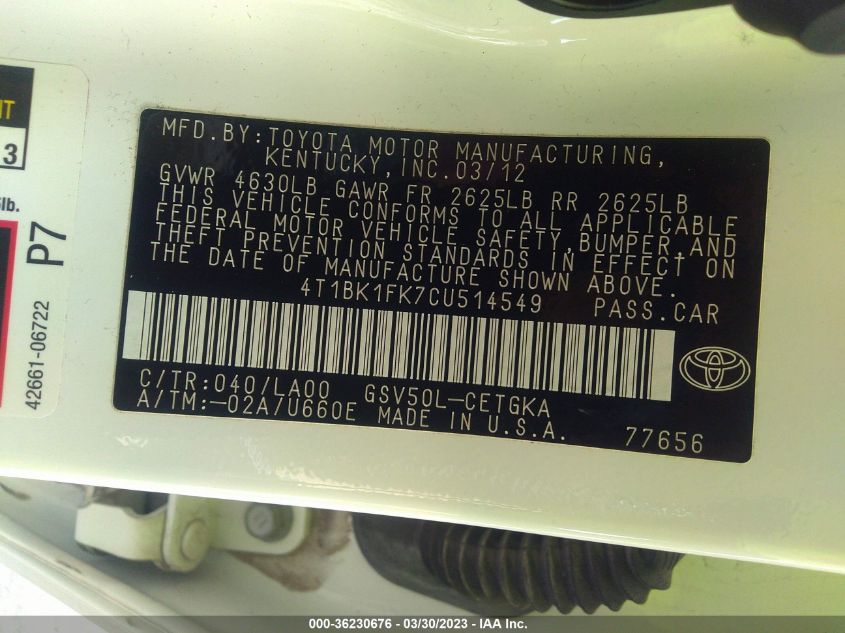 NT
13
lb.
P7
42661-06722
MFD.BY:TOYOTA MOTOR MANUFACTURING,
KENTUCKY,INC.03/12
GVWR 4630LB GAWR FR 2625LB RR 2625LB
THIS VEHICLE CONFORMS TO ALL APPLICABLE
FEDERAL MOTOR VEHICLE SAFETY,BUMPER,AND
THEFT PREVENTION STANDARDS IN EFFECT ON
THE DATE OF MANUFACTURE SHOWN ABOVE.
4T1BK1FK7CU514549 PASS.CAR
C/TR:040/LA00 GSV50L-CETGKA
A/TM:-02A/U660E MADE IN U.S.A. 77656
000-36230676 - 03/30/2023 - IAA Inc.